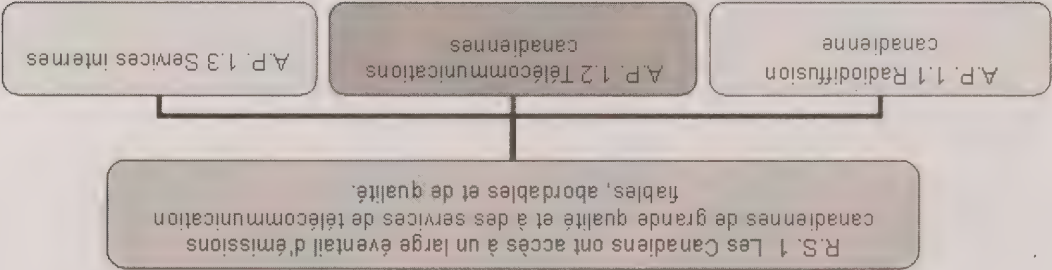 R.S. 1 Les Canadiens ont accès à un large éventail d'émissions
canadiennes de grande qualité et à des services de télécommunication
fiables, abordables et de qualité.
A.P. 1.1 Radiodiffusion
canadienne
A.P. 1.2 Télécommunications
canadiennes
A.P. 1.3 Services internes